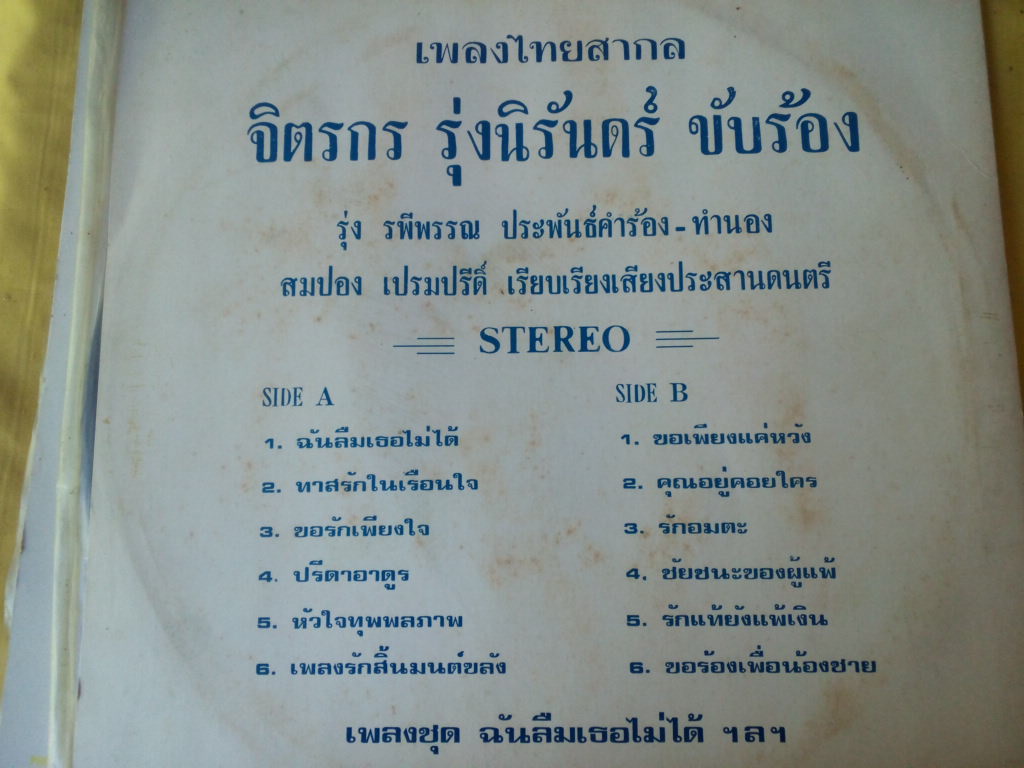 เพลงไทยสากล
จิตรกร รุ่งนิรันดร์ ขับร้อง
รุ่ง รพีพรรณ ประพันธ์คำร้อง - ทำนอง
สมปอง เปรมปรีดิ์ เรียบเรียงเสียงประสานดนตรี
STEREO
SIDE A
1. ฉันลืมเธอไม่ได้
2. ทาสรักในเรือนใจ
3. ขอรักเพียงใจ
4. ปรีดาอาดูร
5. หัวใจทุพพลภาพ
6. เพลงรักสิ้นมนต์ขลัง
SIDE B
1. ขอเพียงแค่หวัง
2. คุณอยู่คอยใคร
3. รักอมตะ
4. ชัยชนะของผู้แพ้
5. รักแท้ยังแพ้เงิน
6. ขอร้องเพื่อน้องชาย
เพลงชุด ฉันลืมเธอไม่ได้ ฯลฯ